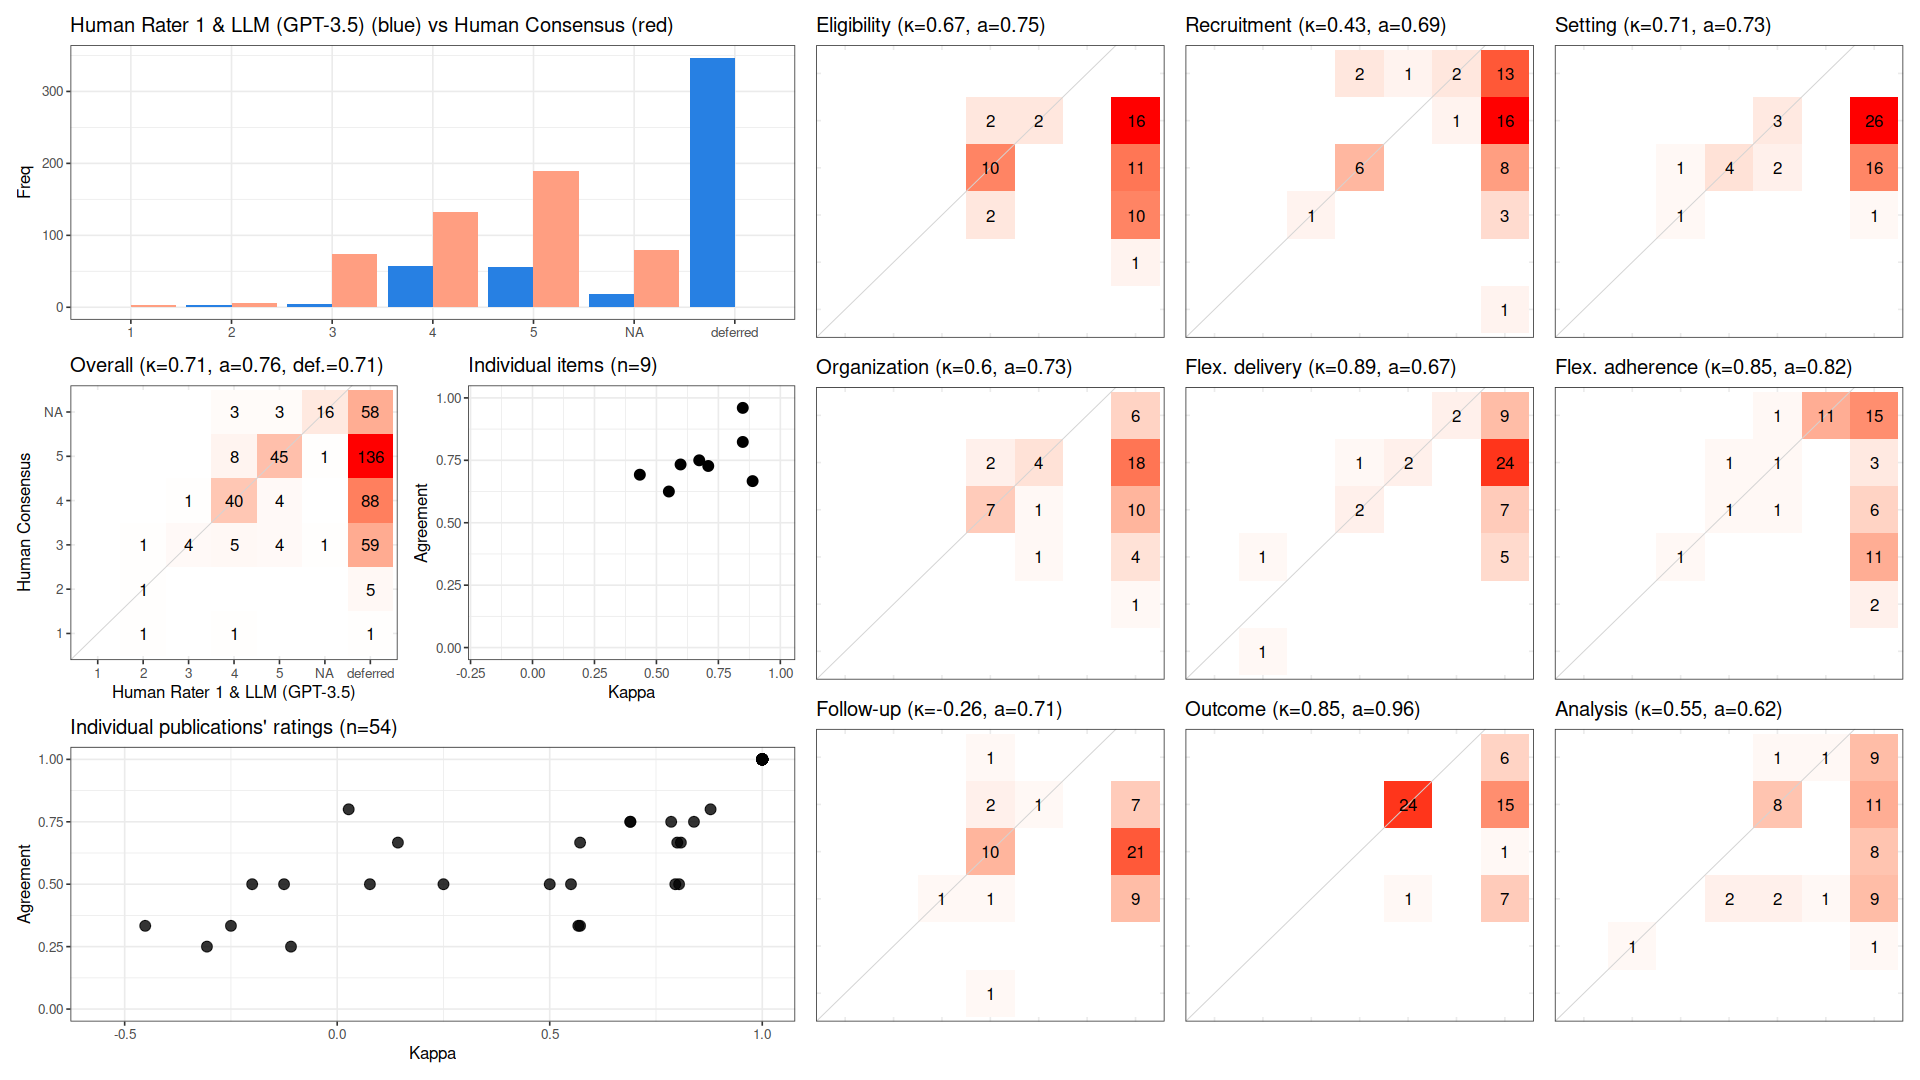 Human Rater 1 & LLM (GPT-3.5) (blue) vs Human Consensus (red)
Freq
300
200
100
0
1 2 3 4 5 NA deferred
Overall (κ=0.71, a=0.76, def.=0.71)
Human Consensus
NA 3 3 16 58
5 8 45 1 136
4 1 40 4 88
3 1 4 5 4 1 59
2 1 5
1 1 1 1
1 2 3 4 5 NA deferred
Human Rater 1 & LLM (GPT-3.5)
Individual items (n=9)
Agreement
1.00
0.75
0.50
0.25
0.00
-0.25 0.00 0.25 0.50 0.75 1.00
Kappa
Individual publications' ratings (n=54)
Agreement
1.00
0.75
0.50
0.25
0.00
-0.5 0.0 0.5 1.0
Kappa
Eligibility (κ=0.67, a=0.75)
2 2 16
10 11
2 10
1
Recruitment (κ=0.43, a=0.69)
2 1 2 13
1 16
6 8
1 3
1
Setting (κ=0.71, a=0.73)
3 26
1 4 2 16
1 1
Organization (κ=0.6, a=0.73)
6
2 4 18
7 1 10
1 4
1
Flex. delivery (κ=0.89, a=0.67)
2 9
1 2 24
2 7
1 5
1
Flex. adherence (κ=0.85, a=0.82)
1 11 15
1 1 3
1 1 6
1 11
2
Follow-up (κ=-0.26, a=0.71)
1
2 1 7
10 21
1 1 9
1
Outcome (κ=0.85, a=0.96)
6
24 15
1
1 7
Analysis (κ=0.55, a=0.62)
1 1 9
8 11
8
2 2 1 9
1 1